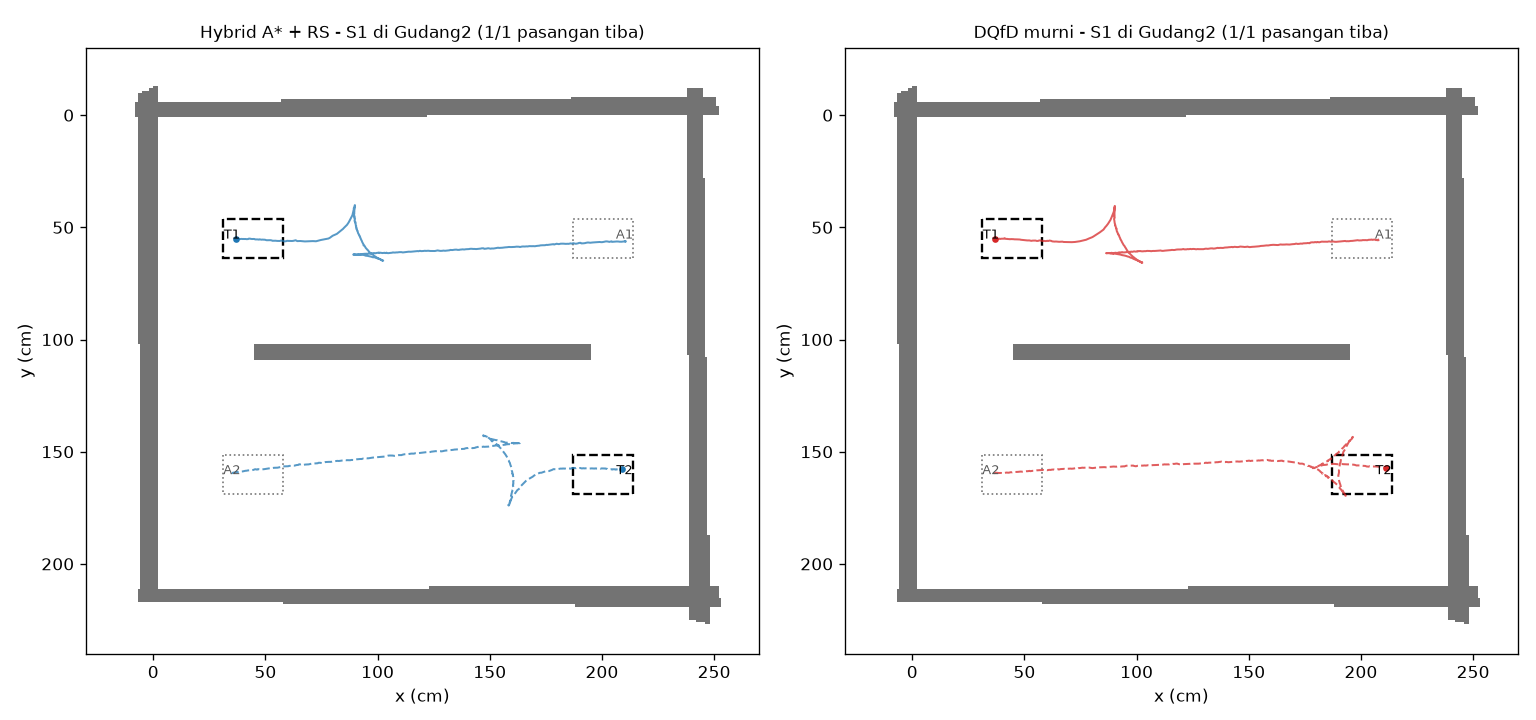 Hybrid A* + RS - S1 di Gudang2 (1/1 pasangan tiba)
0
50
100
150
200
y (cm)
T1
A1
A2
T2
0
50
100
150
200
250
x (cm)
DQfD murni - S1 di Gudang2 (1/1 pasangan tiba)
0
50
100
150
200
y (cm)
T1
A1
A2
T2
0
50
100
150
200
250
x (cm)